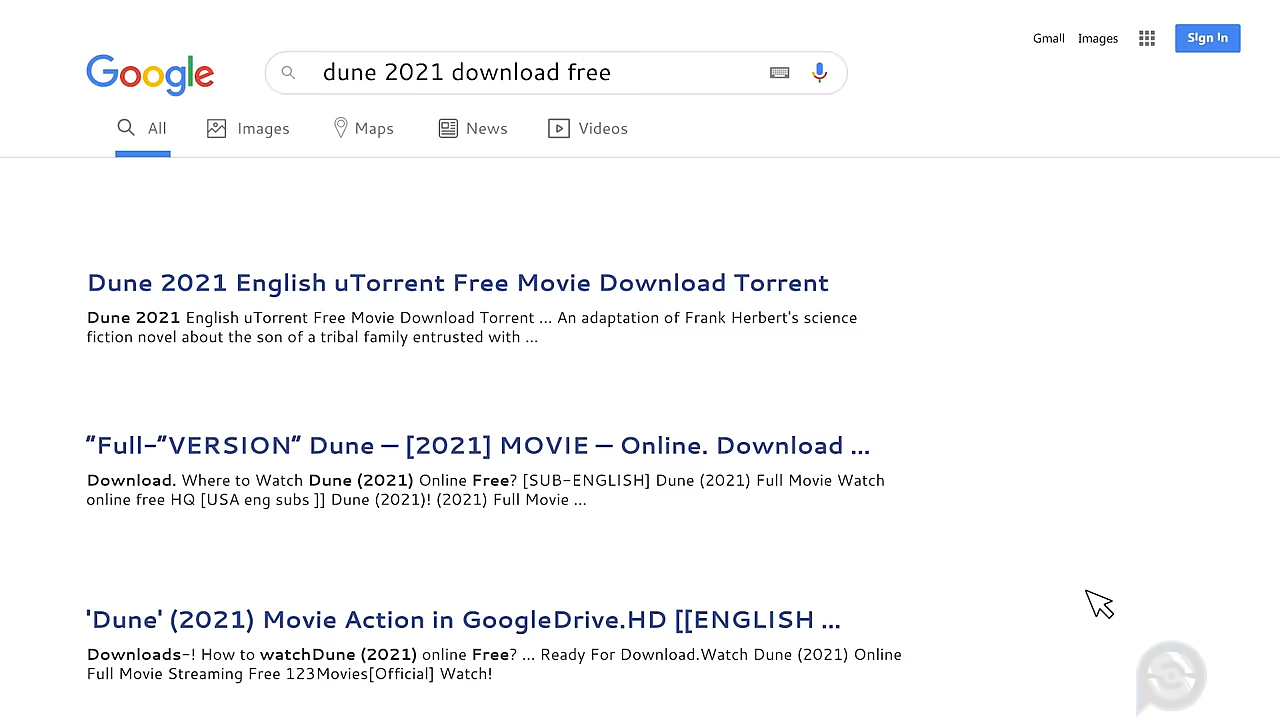 Gmail Images Sign in
Google dune 2021 download free
All Images Maps News Videos
Dune 2021 English uTorrent Free Movie Download Torrent
Dune 2021 English uTorrent Free Movie Download Torrent ... An adaptation of Frank Herbert's science
fiction novel about the son of a tribal family entrusted with ...
“Full-“VERSION” Dune — [2021] MOVIE — Online. Download ...
Download. Where to Watch Dune (2021) Online Free? [SUB-ENGLISH] Dune (2021) Full Movie Watch
online free HQ [USA eng subs ]] Dune (2021)! (2021) Full Movie ...
'Dune' (2021) Movie Action in GoogleDrive.HD [[ENGLISH ...
Downloads-! How to watchDune (2021) online Free? ... Ready For Download.Watch Dune (2021) Online
Full Movie Streaming Free 123Movies[Official] Watch!